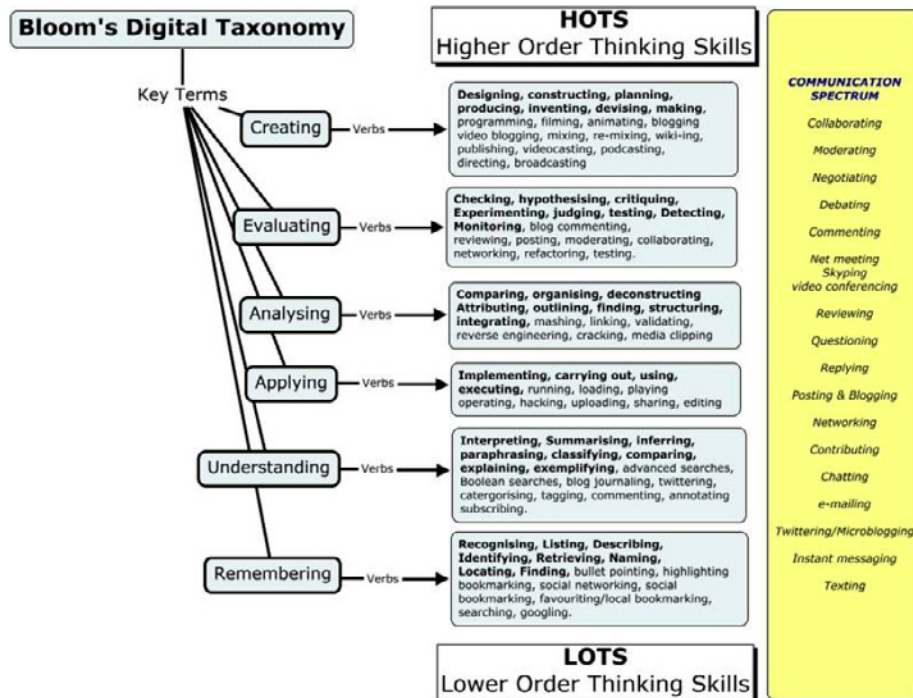 Bloom's Digital Taxonomy
Key Terms
HOTS
Higher Order Thinking Skills
Creating
Verbs
Designing, constructing, planning,
producing, inventing, devising, making,
programming, filming, animating, blogging
video blogging, mixing, re-mixing, wiki-ing,
publishing, videocasting, podcasting,
directing, broadcasting
Evaluating
Verbs
Checking, hypothesising, critiquing,
Experimenting, judging, testing, Detecting,
Monitoring, blog commenting,
reviewing, posting, moderating, collaborating,
networking, refactoring, testing.
Analysing
Verbs
Comparing, organising, deconstructing
Attributing, outlining, finding, structuring,
integrating, mashing, linking, validating,
reverse engineering, cracking, media clipping
Applying
Verbs
Implementing, carrying out, using,
executing, running, loading, playing
operating, hacking, uploading, sharing, editing
Understanding
Verbs
Interpreting, Summarising, inferring,
paraphrasing, classifying, comparing,
explaining, exemplifying, advanced searches,
Boolean searches, blog journaling, twittering,
catergorising, tagging, commenting, annotating
subscribing.
Remembering
Verbs
Recognising, Listing, Describing,
Identifying, Retrieving, Naming,
Locating, Finding, bullet pointing, highlighting
bookmarking, social networking, social
bookmarking, favouriting/local bookmarking,
searching, googling.
LOTS
Lower Order Thinking Skills
COMMUNICATION
SPECTRUM
Collaborating
Moderating
Negotiating
Debating
Commenting
Net meeting
Skyping
video conferencing
Reviewing
Questioning
Replying
Posting & Blogging
Networking
Contributing
Chatting
e-mailing
Twittering/Microblogging
Instant messaging
Texting